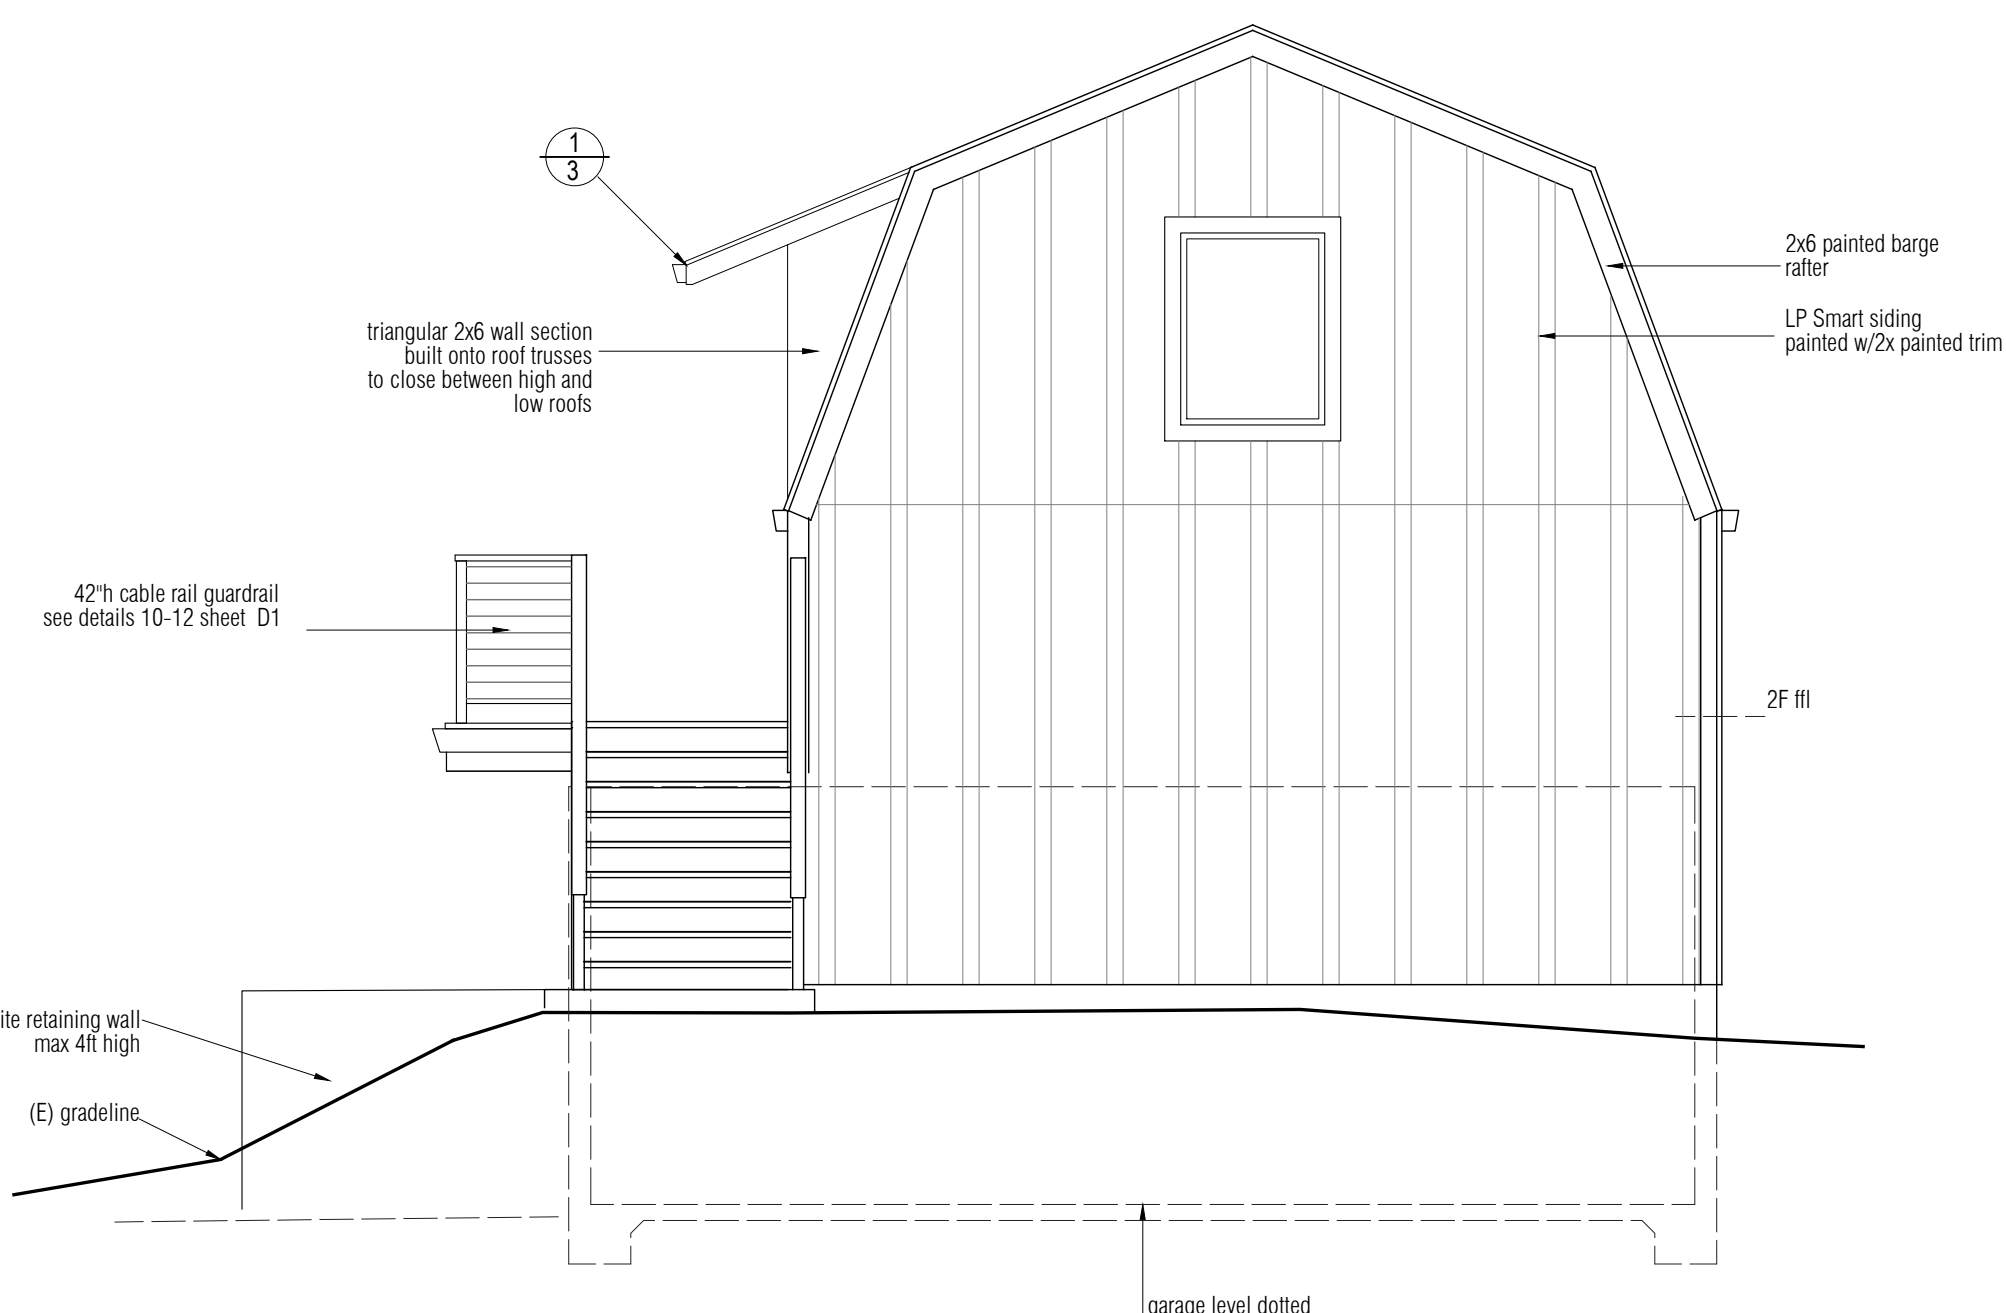 1
3
2x6 painted barge
rafter
LP Smart siding
painted w/2x painted trim
triangular 2x6 wall section
built onto roof trusses
to close between high and
low roofs
42"h cable rail guardrail
see details 10-12 sheet D1
2F ffl
retaining wall
max 4ft high
(E) gradeline
garage level dotted